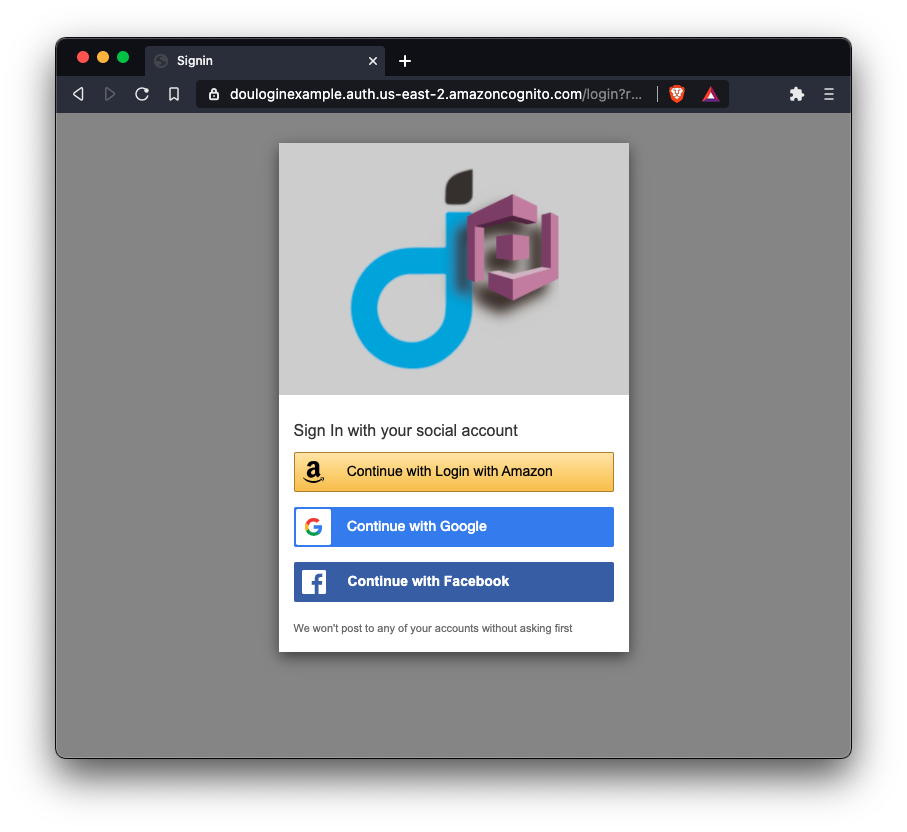 Signin
douloginexample.auth.us-east-2.amazoncognito.com/login?r...
Sign In with your social account
Continue with Login with Amazon
Continue with Google
Continue with Facebook
We won't post to any of your accounts without asking first